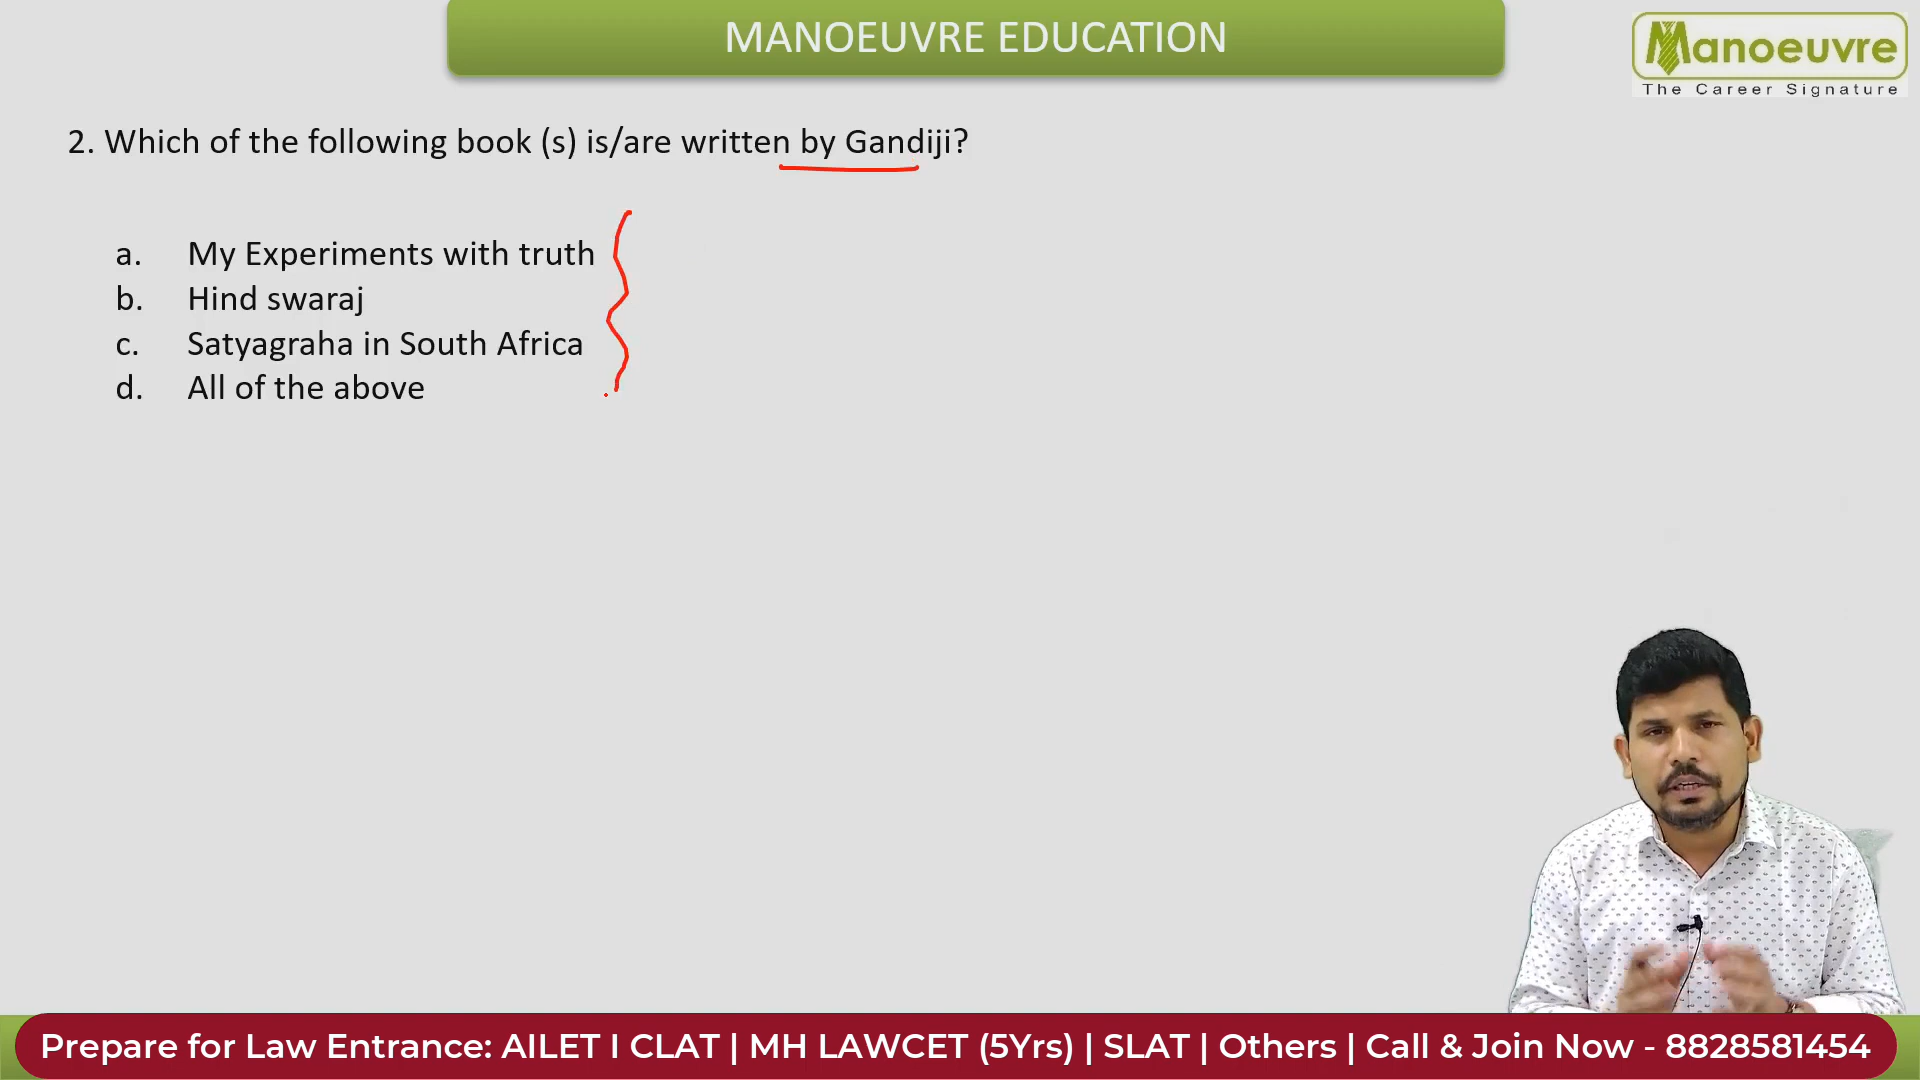 MANOEUVRE EDUCATION
Manoeuvre
The Career Signature
2. Which of the following book (s) is/are written by Gandiji?
a. My Experiments with truth
b. Hind swaraj
c. Satyagraha in South Africa
d. All of the above
Prepare for Law Entrance: AILET I CLAT | MH LAWCET (5Yrs) | SLAT | Others | Call & Join Now - 8828581454